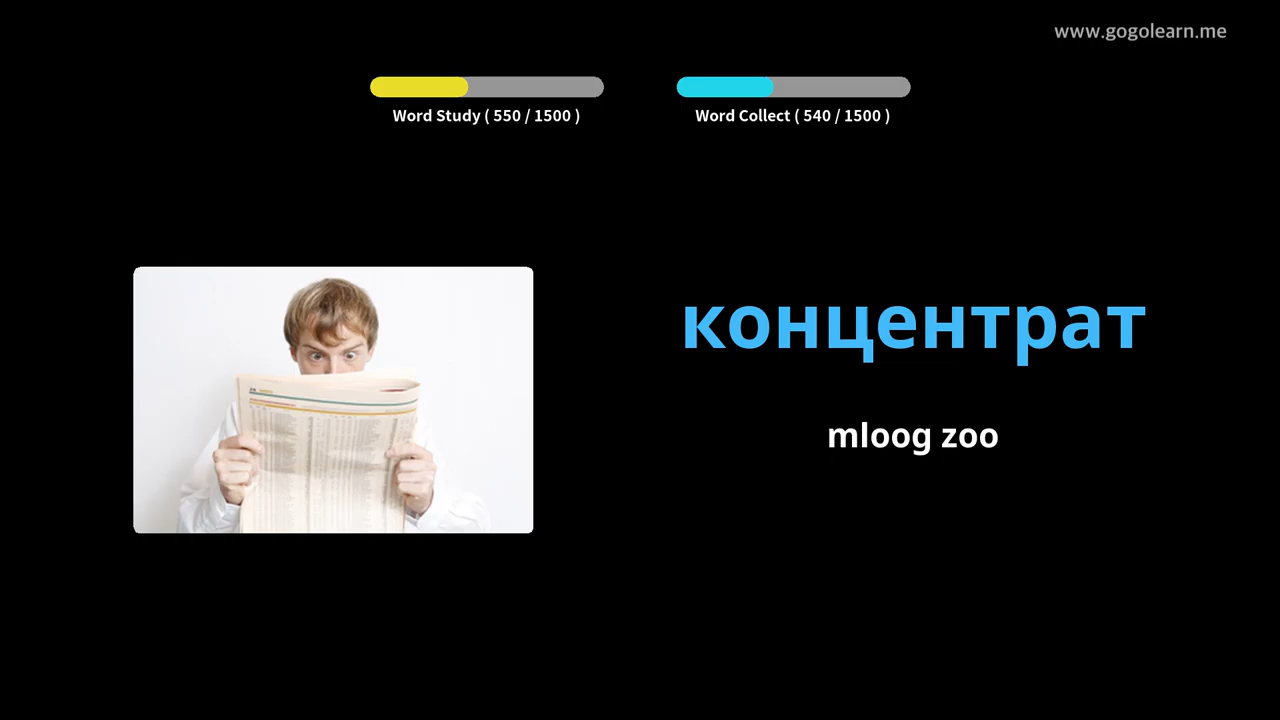 www.gogolearn.me
Word Study ( 550 / 1500 )
Word Collect ( 540 / 1500 )
концентрат
mloog zoo